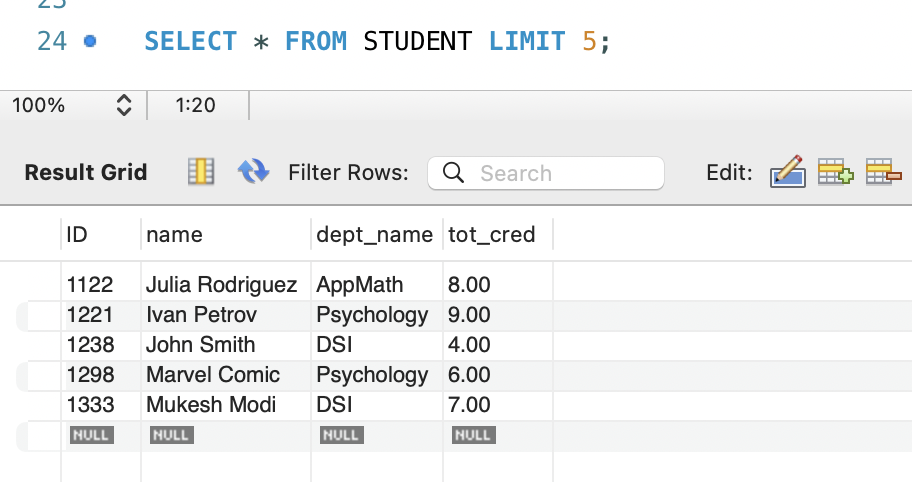 23
24 SELECT * FROM STUDENT LIMIT 5;
100% 1:20
Result Grid Filter Rows: Search Edit:
ID name dept_name tot_cred
1122 Julia Rodriguez AppMath 8.00
1221 Ivan Petrov Psychology 9.00
1238 John Smith DSI 4.00
1298 Marvel Comic Psychology 6.00
1333 Mukesh Modi DSI 7.00
NULL NULL NULL NULL